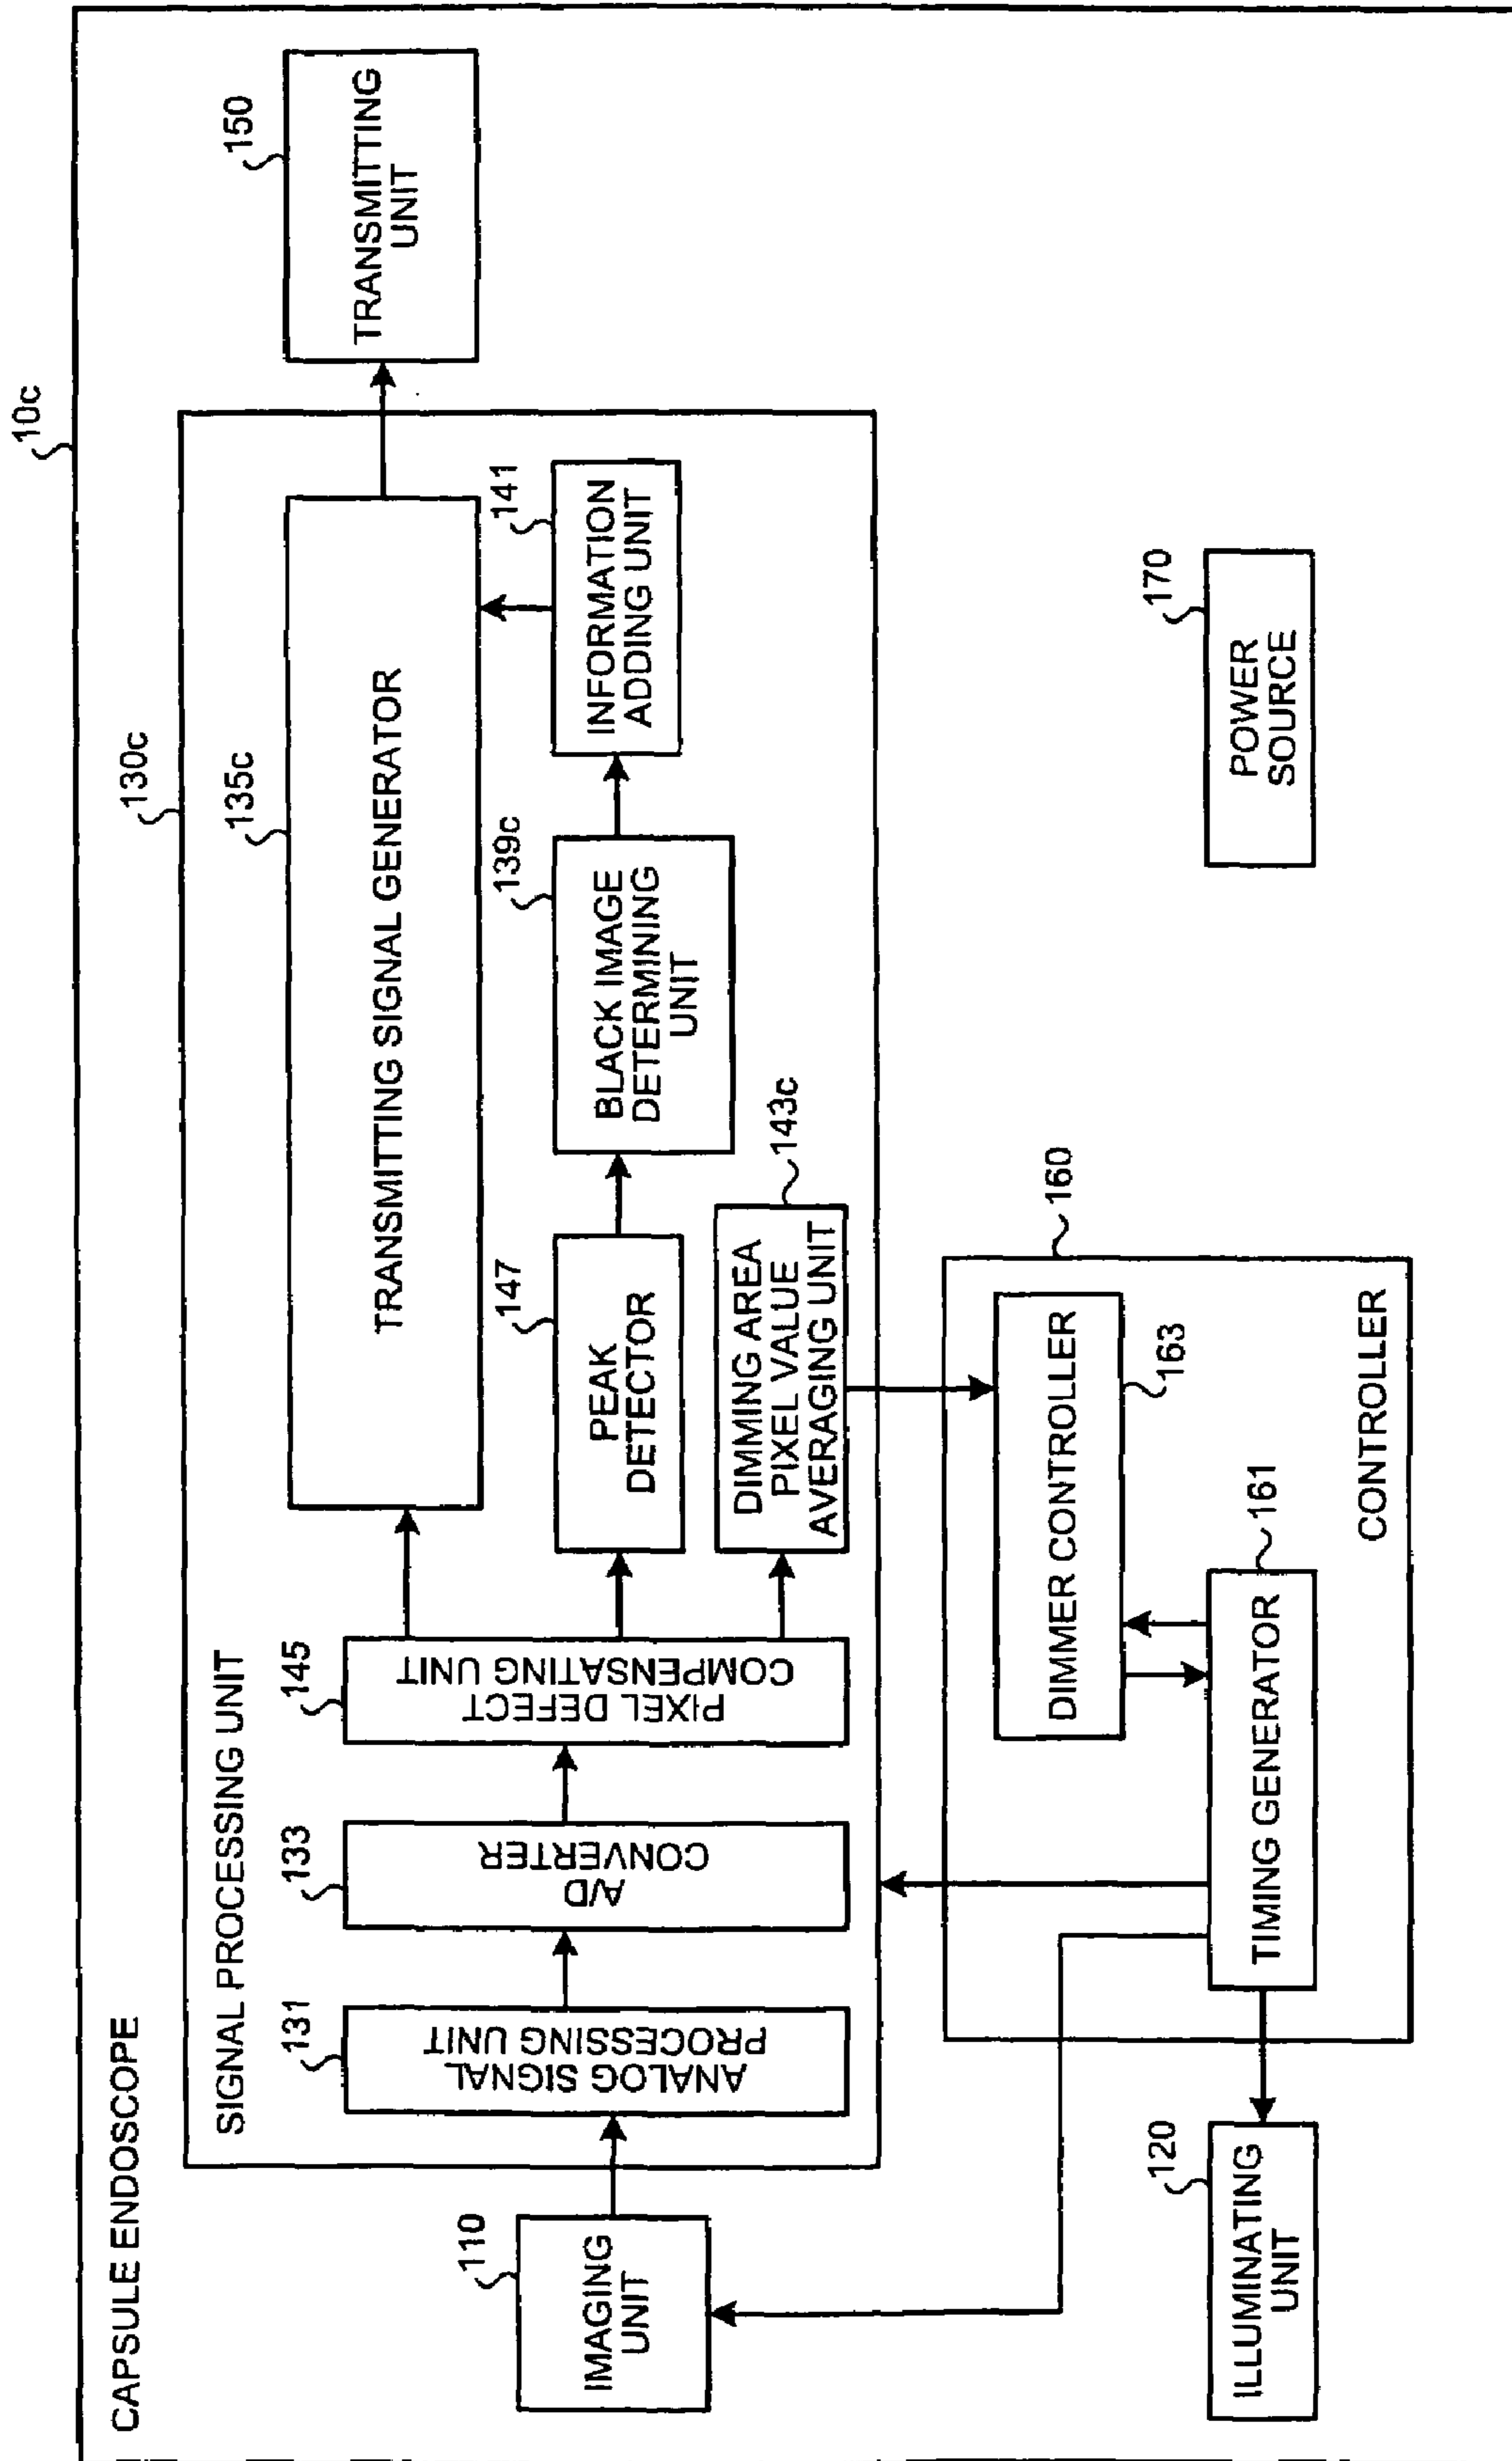 10c
CAPSULE ENDOSCOPE
130c
SIGNAL PROCESSING UNIT
110
IMAGING
UNIT
131
ANALOG SIGNAL
PROCESSING UNIT
133
A/D
CONVERTER
145
PIXEL DEFECT
COMPENSATING UNIT
135c
TRANSMITTING SIGNAL GENERATOR
150
TRANSMITTING
UNIT
147
PEAK
DETECTOR
139c
BLACK IMAGE
DETERMINING
UNIT
141
INFORMATION
ADDING UNIT
143c
DIMMING AREA
PIXEL VALUE
AVERAGING UNIT
160
DIMMER CONTROLLER
163
161
TIMING GENERATOR
CONTROLLER
120
ILLUMINATING
UNIT
170
POWER
SOURCE